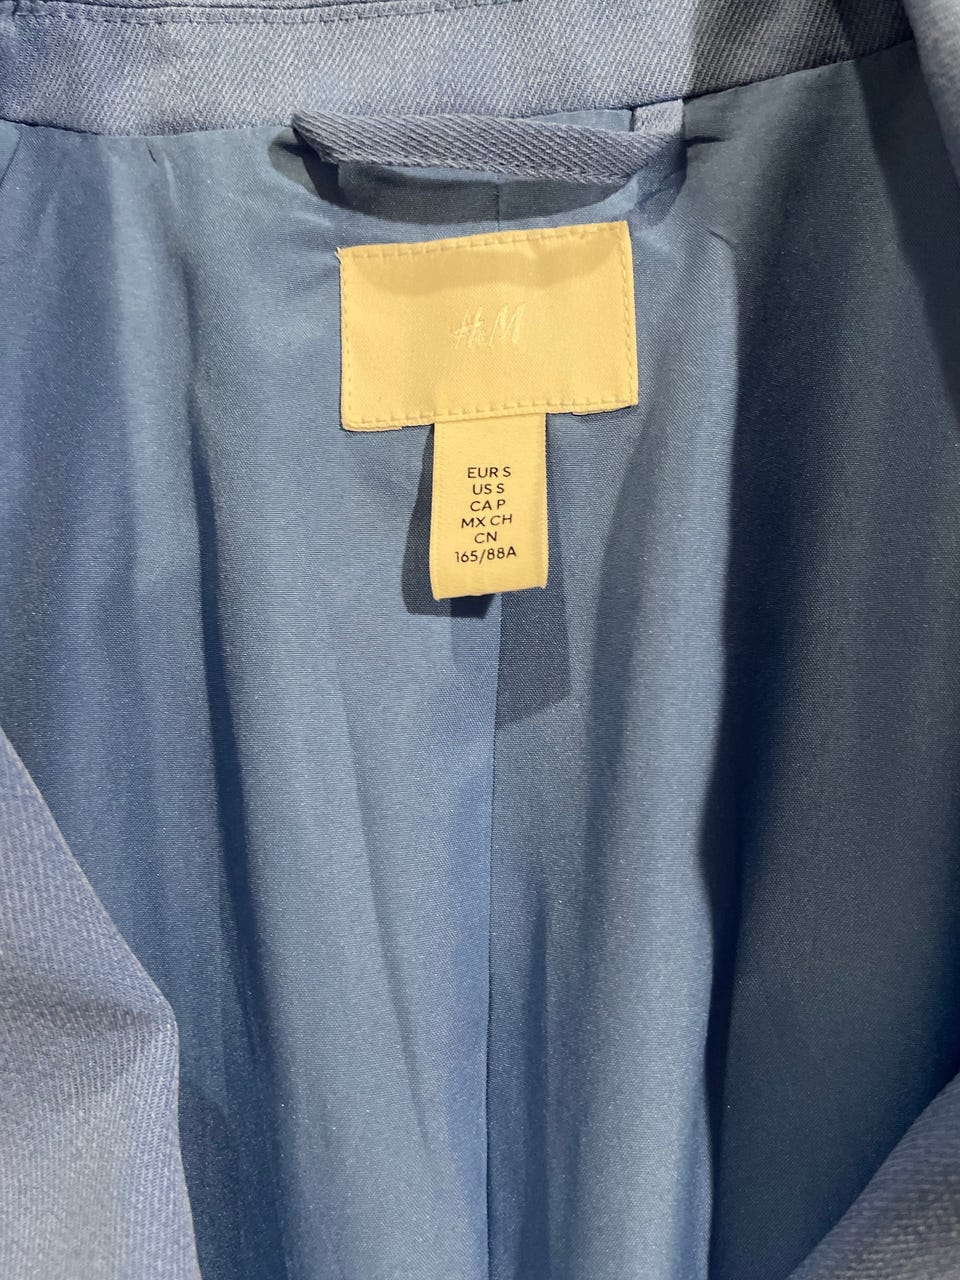 H&M
EUR S
US S
CA P
MX CH
CN
165/88A